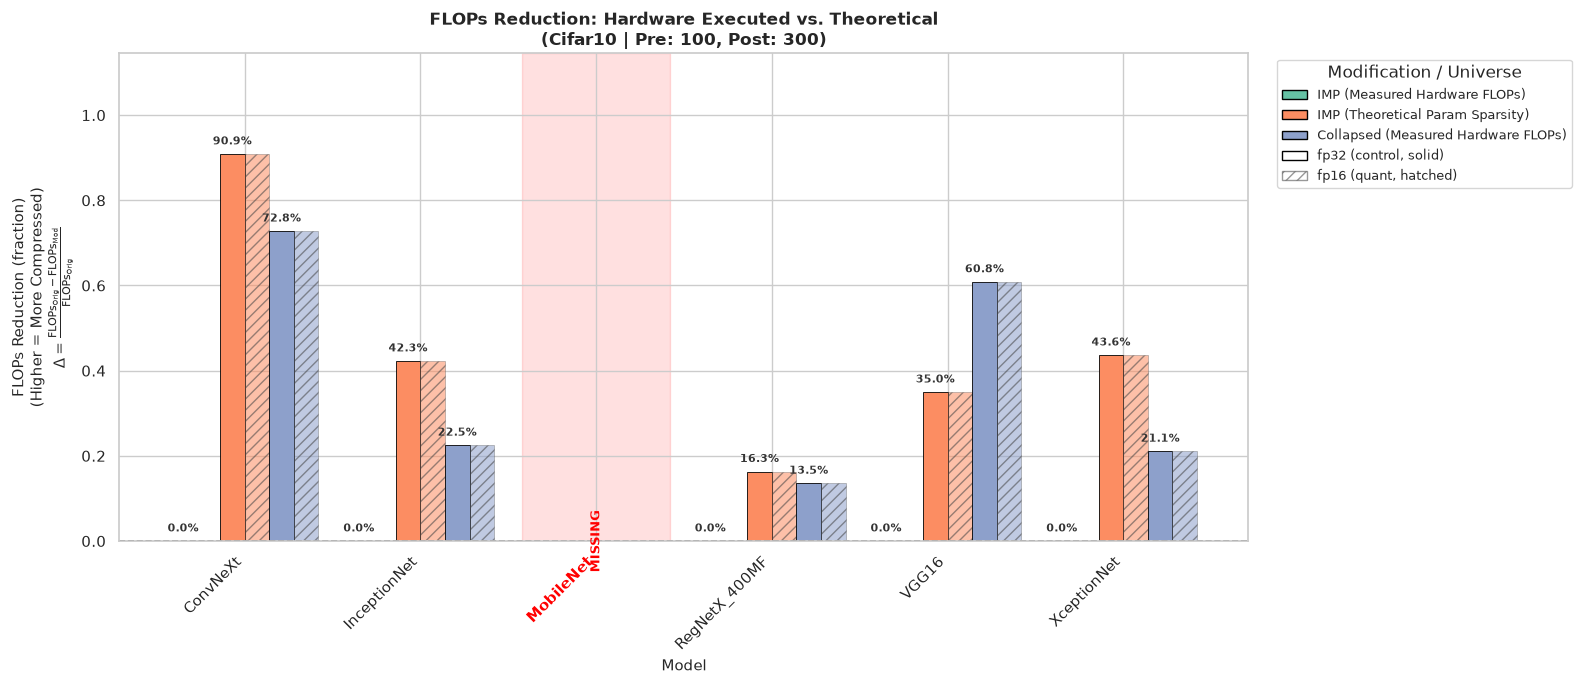 FLOPs Reduction: Hardware Executed vs. Theoretical
(Cifar10 | Pre: 100, Post: 300)
FLOPs Reduction (fraction)
(Higher = More Compressed)
Δ = FLOPs_Orig − FLOPs_Mod / FLOPs_Orig
1.0
0.8
0.6
0.4
0.2
0.0
0.0% 90.9% 72.8%
0.0% 42.3% 22.5%
MISSING
0.0% 16.3% 13.5%
0.0% 35.0% 60.8%
0.0% 43.6% 21.1%
ConvNeXt
InceptionNet
MobileNet
RegNetX_400MF
VGG16
XceptionNet
Model
Modification / Universe
IMP (Measured Hardware FLOPs)
IMP (Theoretical Param Sparsity)
Collapsed (Measured Hardware FLOPs)
fp32 (control, solid)
fp16 (quant, hatched)